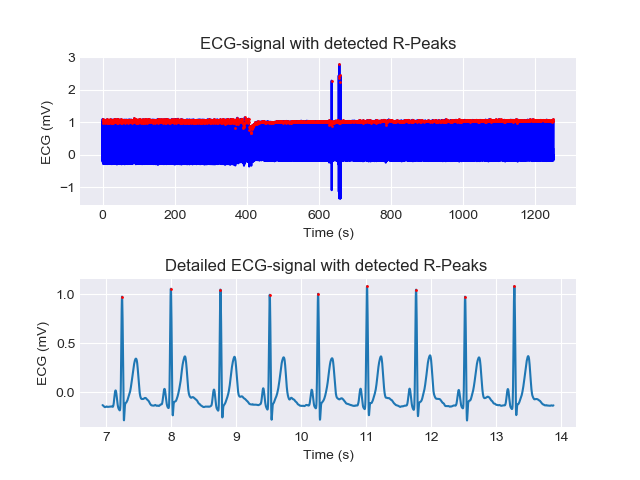 ECG-signal with detected R-Peaks
3
2
1
0
−1
ECG (mV)
0 200 400 600 800 1000 1200
Time (s)
Detailed ECG-signal with detected R-Peaks
1.0
0.5
0.0
ECG (mV)
7 8 9 10 11 12 13 14
Time (s)